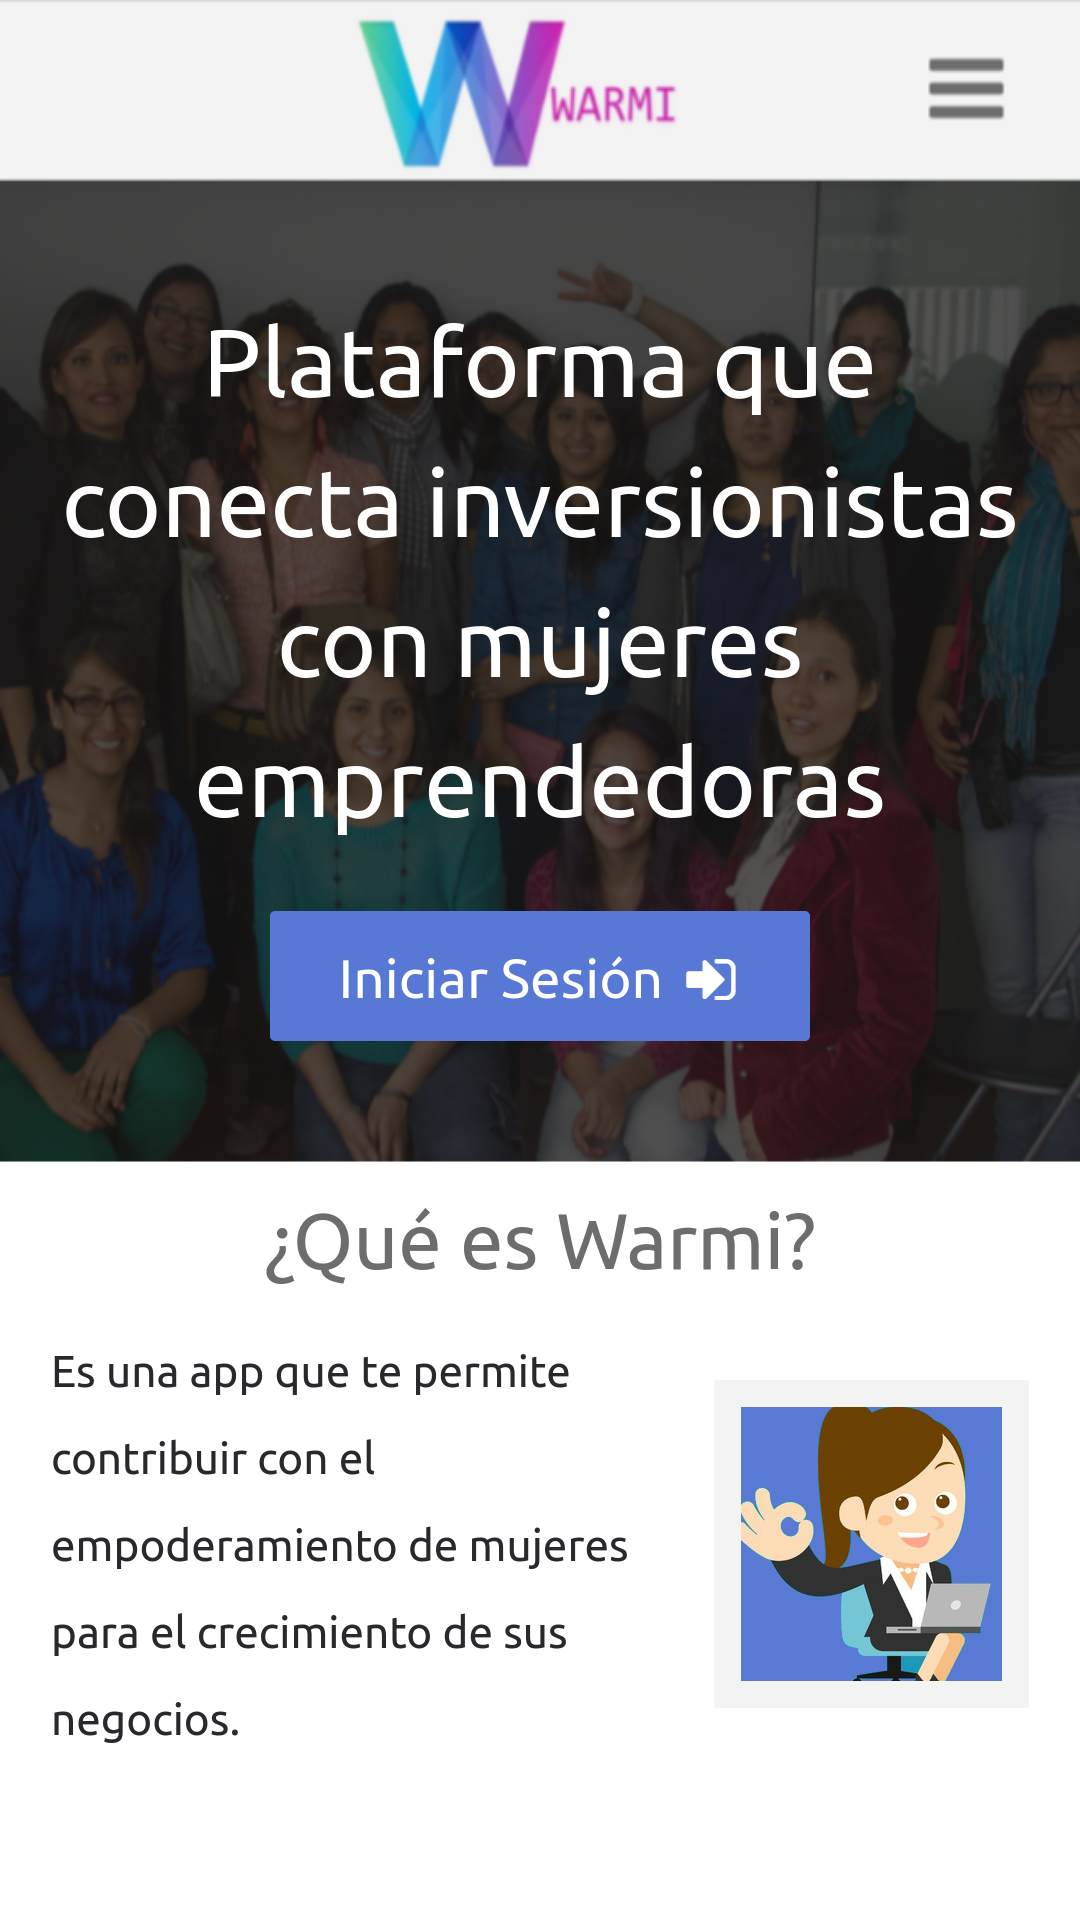 WARMI
Plataforma que
conecta inversionistas
con mujeres
emprendedoras
Iniciar Sesión
¿Qué es Warmi?
Es una app que te permite
contribuir con el
empoderamiento de mujeres
para el crecimiento de sus
negocios.